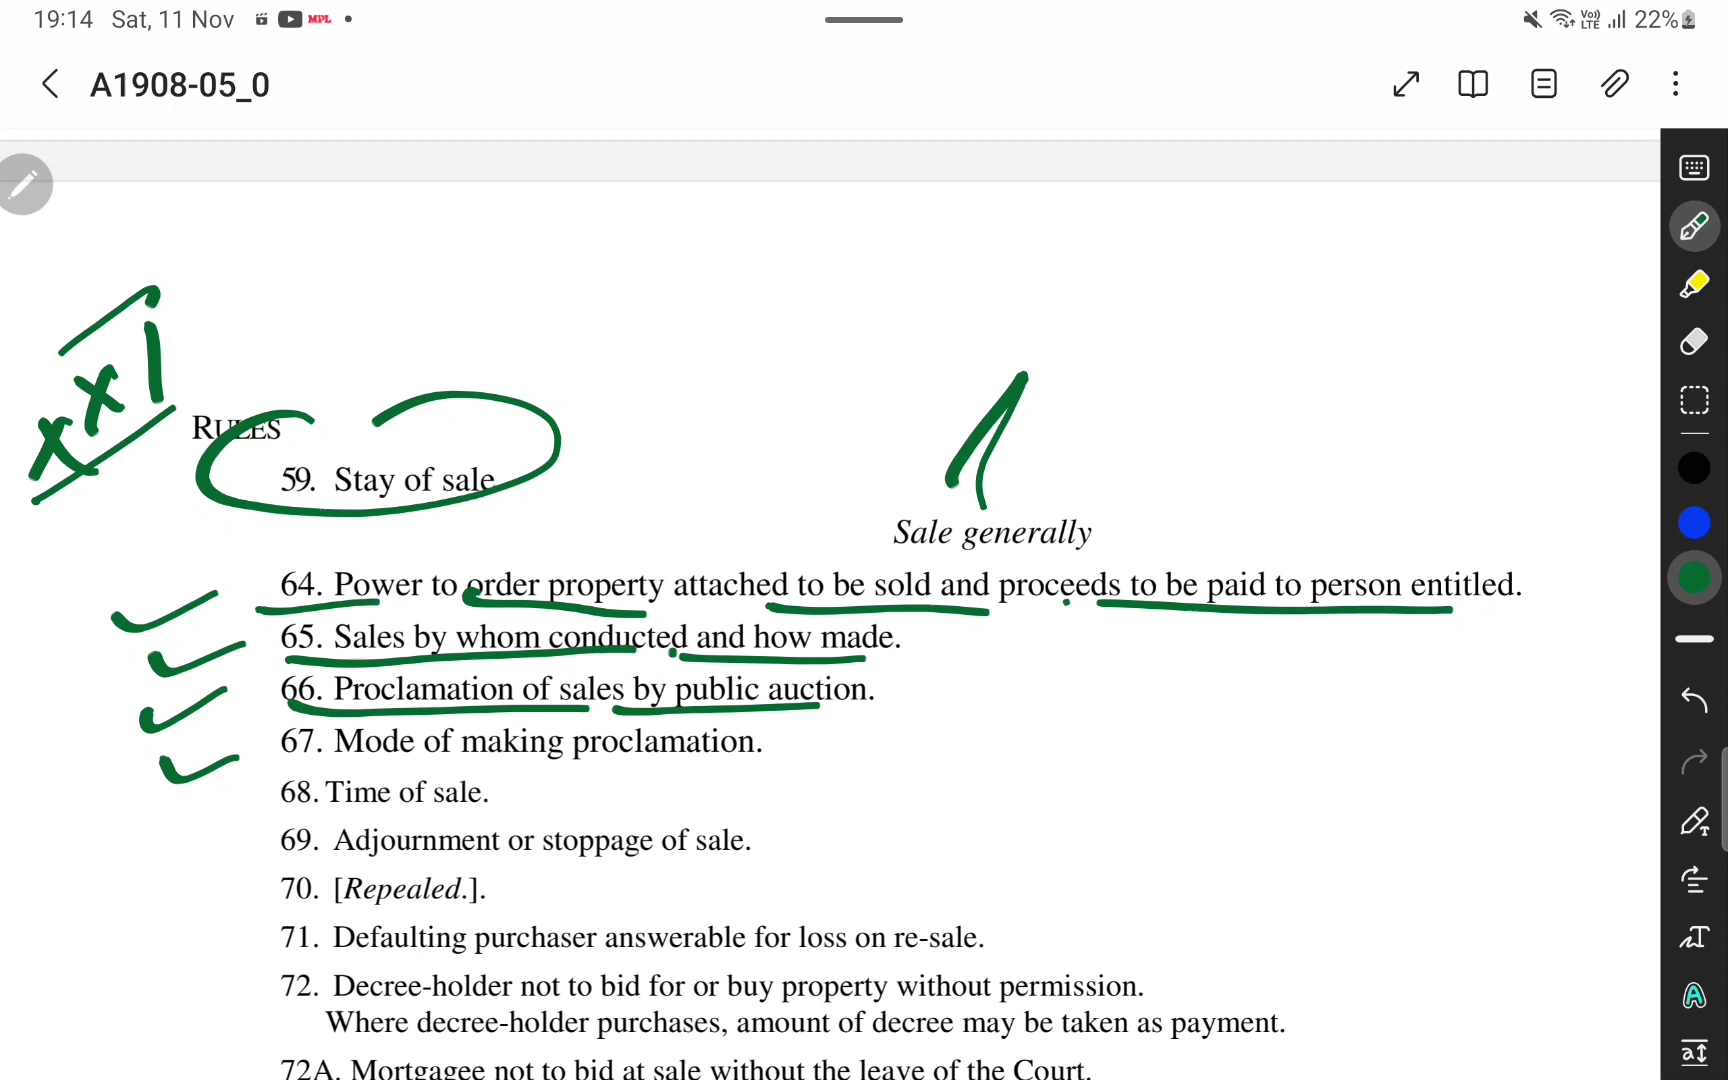 19:14 Sat, 11 Nov MPL
Vo)) LTE 22%
A1908-05_0
XXI
RULES
59. Stay of sale
Sale generally
64. Power to order property attached to be sold and proceeds to be paid to person entitled.
65. Sales by whom conducted and how made.
66. Proclamation of sales by public auction.
67. Mode of making proclamation.
68. Time of sale.
69. Adjournment or stoppage of sale.
70. [Repealed.].
71. Defaulting purchaser answerable for loss on re-sale.
72. Decree-holder not to bid for or buy property without permission.
Where decree-holder purchases, amount of decree may be taken as payment.
72A. Mortgagee not to bid at sale without the leave of the Court.